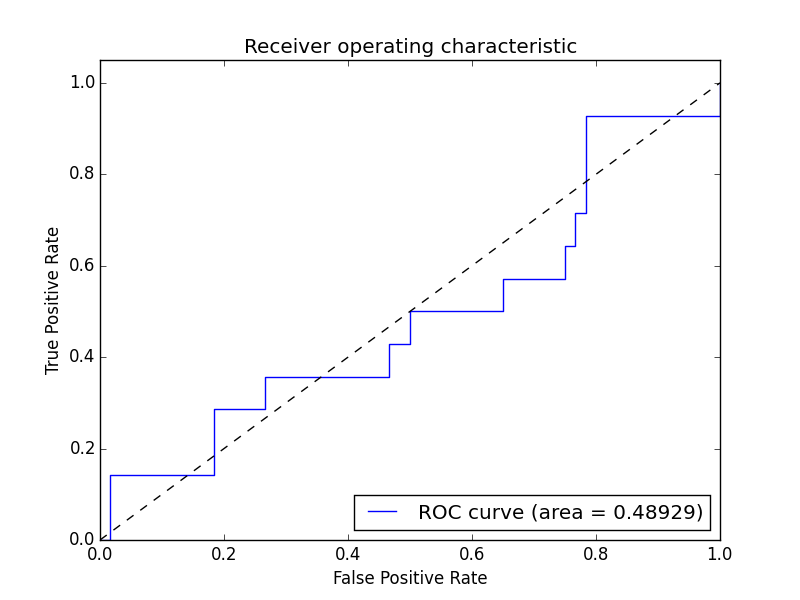 Receiver operating characteristic
1.0
0.8
0.6
0.4
0.2
0.0
True Positive Rate
ROC curve (area = 0.48929)
0.0 0.2 0.4 0.6 0.8 1.0
False Positive Rate